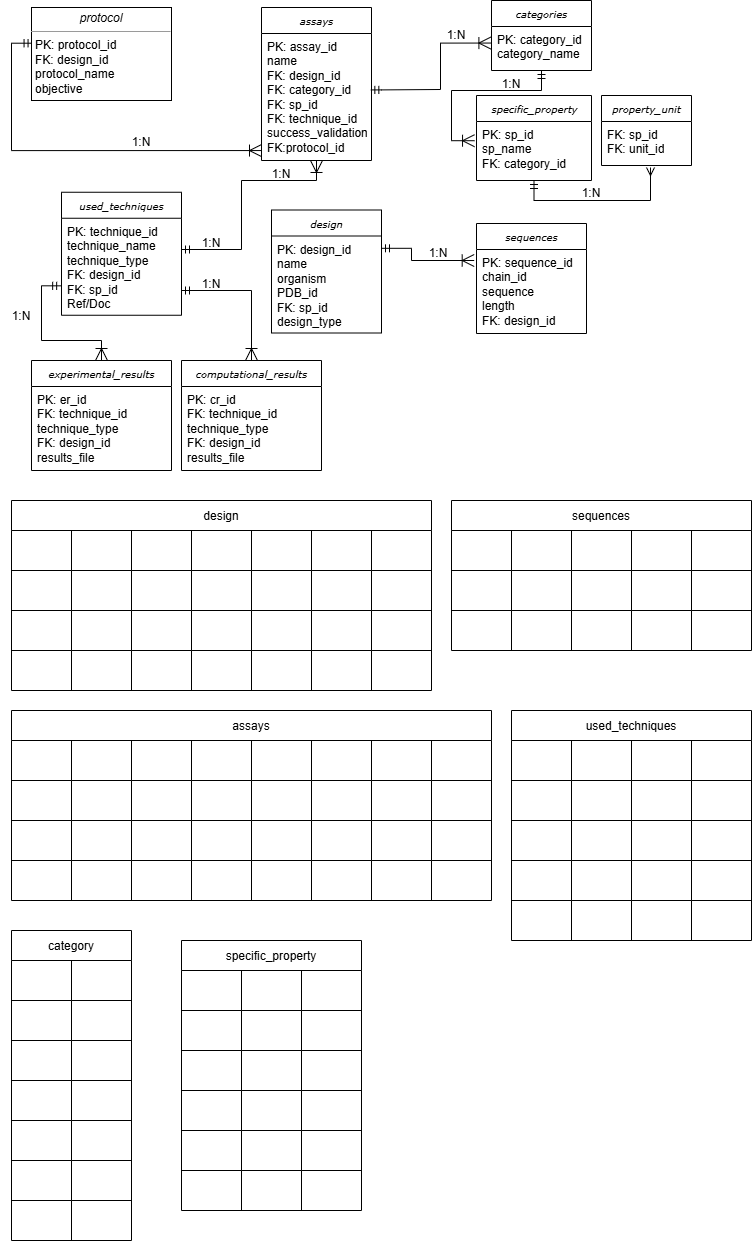 protocol
PK: protocol_id
FK: design_id
protocol_name
objective
assays
PK: assay_id
name
FK: design_id
FK: category_id
FK: sp_id
FK: technique_id
success_validation
FK:protocol_id
categories
PK: category_id
category_name
1:N
1:N
specific_property
PK: sp_id
sp_name
FK: category_id
property_unit
FK: sp_id
FK: unit_id
1:N
1:N
1:N
used_techniques
PK: technique_id
technique_name
technique_type
FK: design_id
FK: sp_id
Ref/Doc
1:N
1:N
1:N
design
PK: design_id
name
organism
PDB_id
FK: sp_id
design_type
1:N
sequences
PK: sequence_id
chain_id
sequence
length
FK: design_id
experimental_results
PK: er_id
FK: technique_id
technique_type
FK: design_id
results_file
computational_results
PK: cr_id
FK: technique_id
technique_type
FK: design_id
results_file
design
sequences
assays
used_techniques
category
specific_property